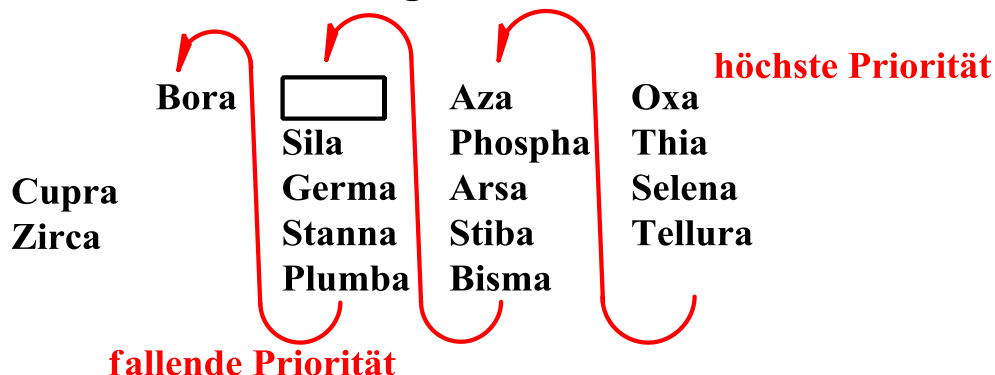 höchste Priorität
Bora Aza Oxa
Sila Phospha Thia
Cupra Germa Arsa Selena
Zirca Stanna Stiba Tellura
Plumba Bisma
fallende Priorität